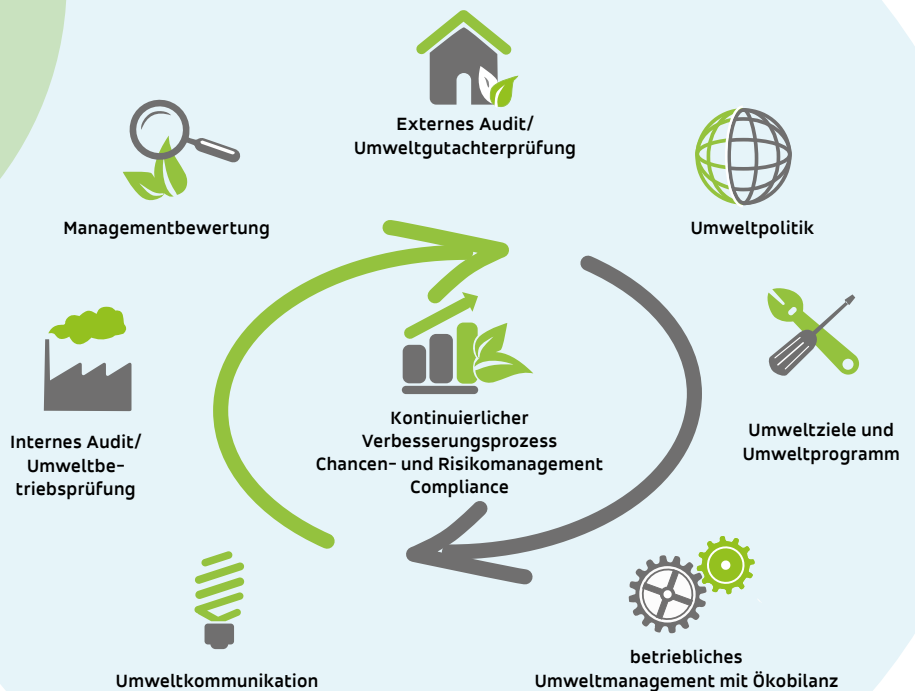 Externes Audit/
Umweltgutachterprüfung
Umweltpolitik
Umweltziele und
Umweltprogramm
betriebliches
Umweltmanagement mit Ökobilanz
Umweltkommunikation
Internes Audit/
Umweltbe-
triebsprüfung
Managementbewertung
Kontinuierlicher
Verbesserungsprozess
Chancen- und Risikomanagement
Compliance